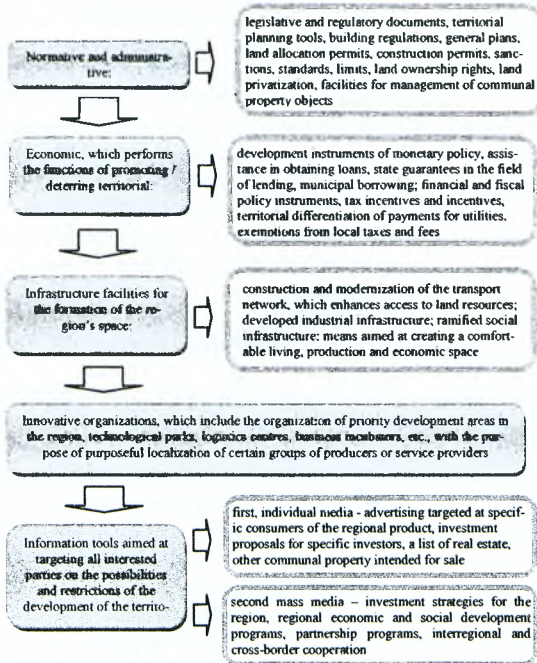 Normative and administra-
tive:
legislative and regulatory documents, territorial
planning tools, building regulations, general plans,
land allocation permits, construction permits, sanc-
tions, standards, limits, land ownership rights, land
privatization, facilities for management of communal
property objects
Economic, which performs
the functions of promoting /
deterring territorial:
development instruments of monetary policy, assis-
tance in obtaining loans, state guarantees in the field
of lending, municipal borrowing; financial and fiscal
policy instruments, tax incentives and incentives,
territorial differentiation of payments for utilities,
exemptions from local taxes and fees
Infrastructure facilities for
the formation of the re-
gion's space:
construction and modernization of the transport
network, which enhances access to land resources;
developed industrial infrastructure; ramified social
infrastructure: means aimed at creating a comfort-
able living, production and economic space
Innovative organizations, which include the organization of priority development areas in
the region, technological parks, logistics centres, business incubators, etc., with the pur-
pose of purposeful localization of certain groups of producers or service providers
Information tools aimed at
targeting all interested
parties on the possibilities
and restrictions of the
development of the territo-
first, individual media - advertising targeted at specif-
ic consumers of the regional product, investment
proposals for specific investors, a list of real estate,
other communal property intended for sale
second mass media – investment strategies for the
region, regional economic and social development
programs, partnership programs, interregional and
cross-border cooperation